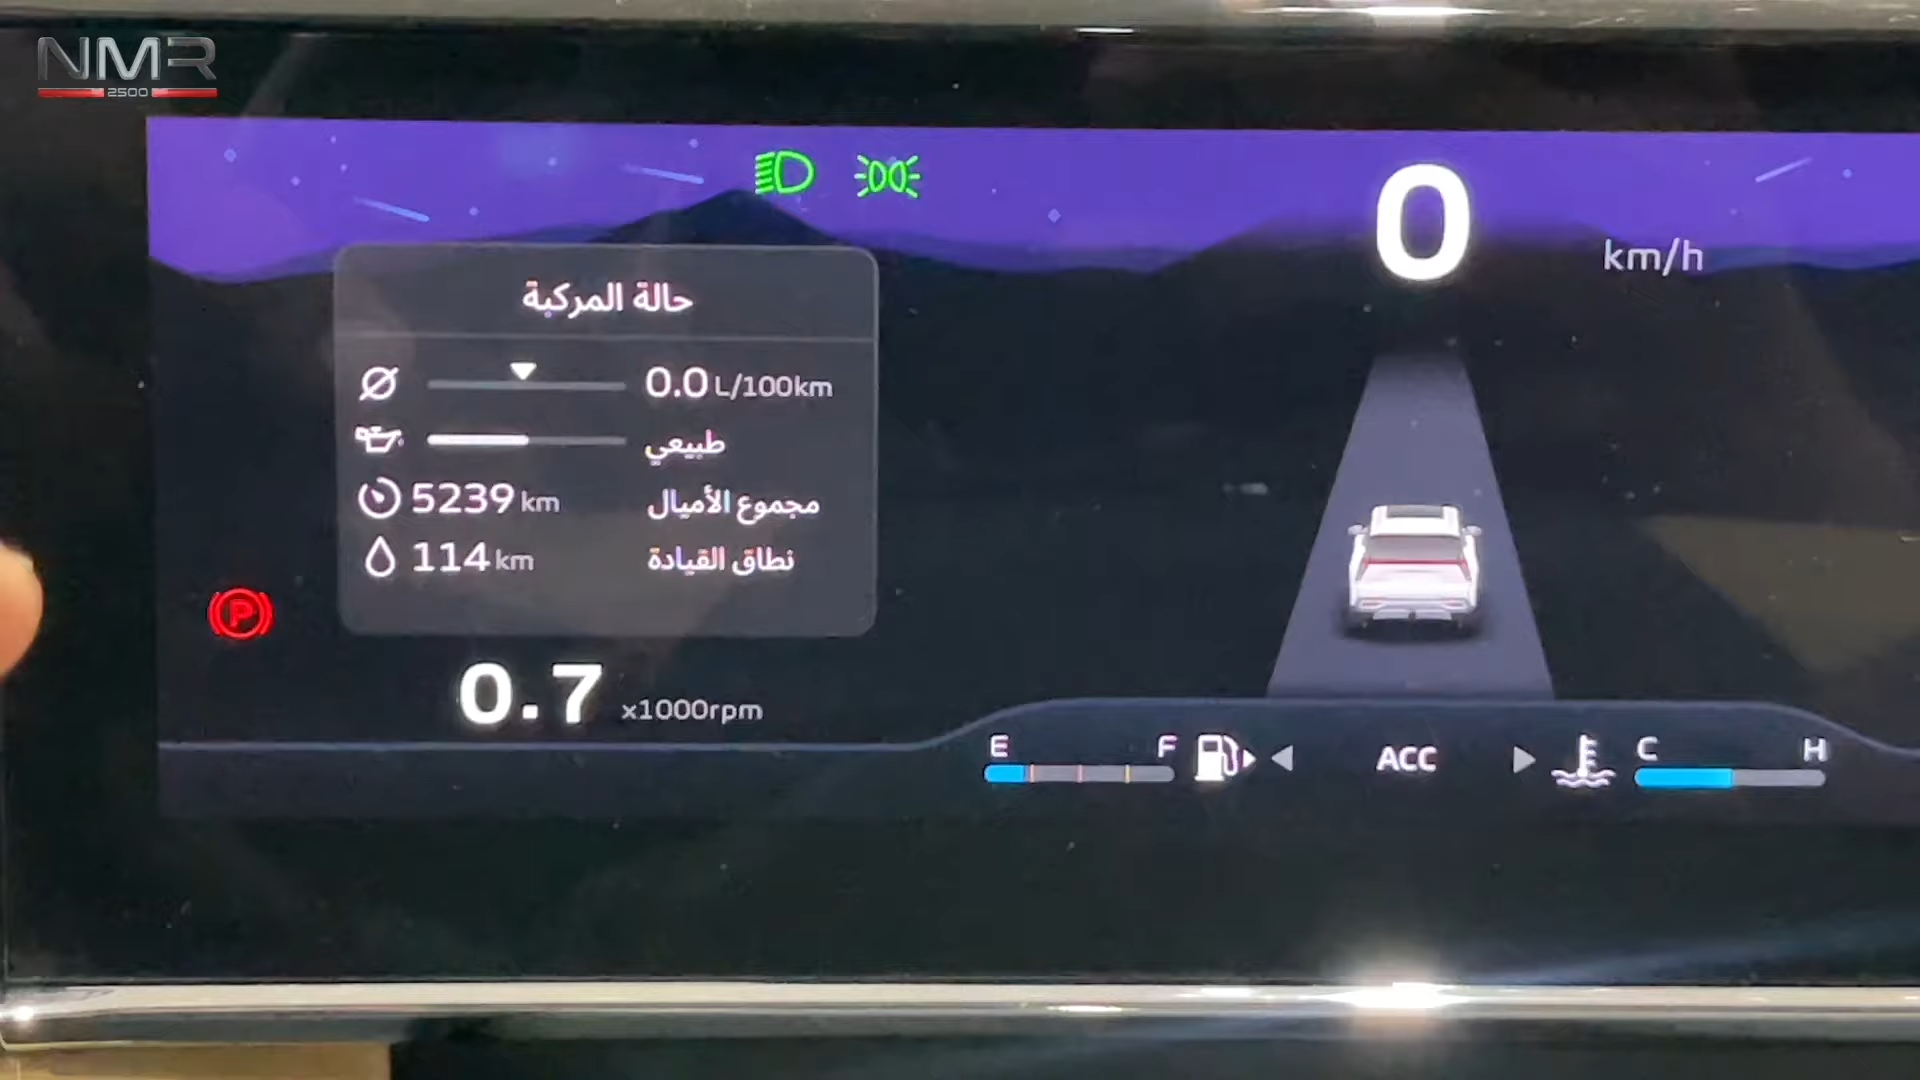 NMR
2500
0
km/h
حالة المركبة
0.0 L/100km
طبيعي
5239 km مجموع الأميال
114 km نطاق القيادة
P
0.7 x1000rpm
E F ACC C H